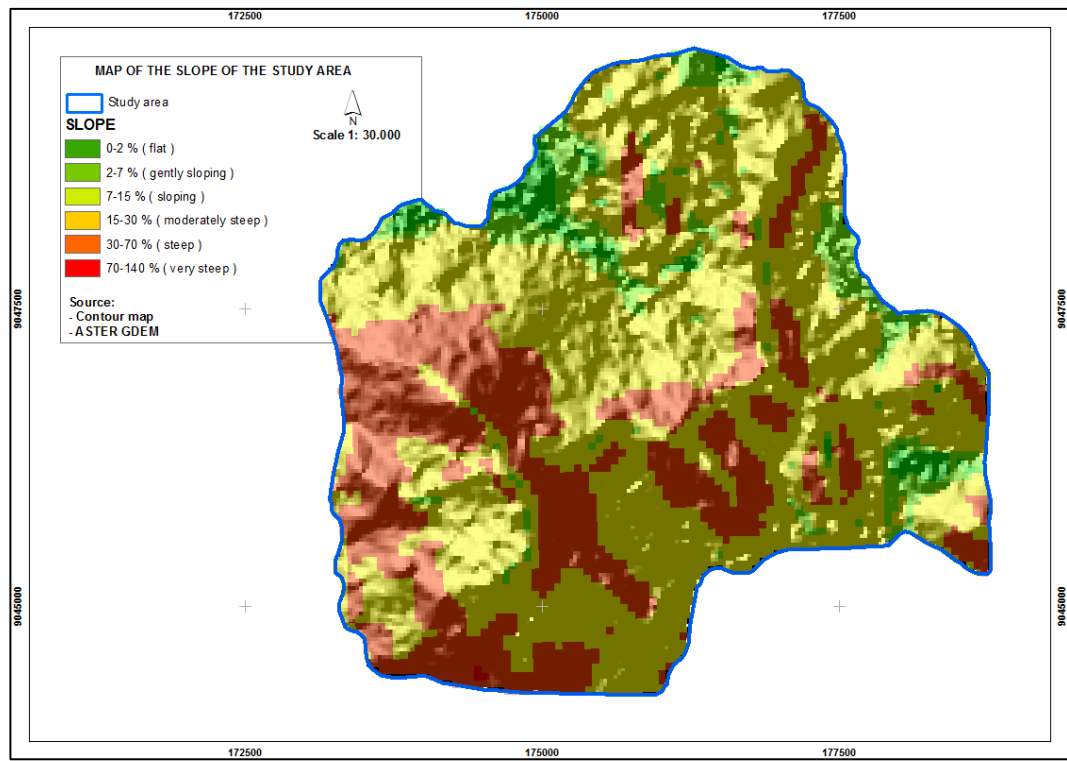 172500 175000 177500
MAP OF THE SLOPE OF THE STUDY AREA
Study area
N
Scale 1: 30.000
SLOPE
0-2 % ( flat )
2-7 % ( gently sloping )
7-15 % ( sloping )
15-30 % ( moderately steep )
30-70 % ( steep )
70-140 % ( very steep )
Source:
- Contour map
- ASTER GDEM
9047500 9047500
9045000 9045000
172500 175000 177500